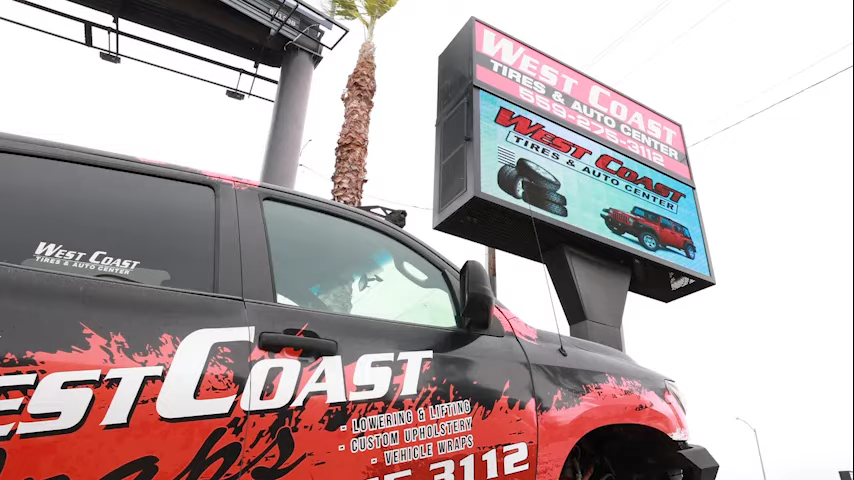 West Coast
TIRES & AUTO CENTER
559-275-3112
West Coast
TIRES & AUTO CENTER
West Coast
TIRES & AUTO CENTER
EST COAST
raps
- LOWERING & LIFTING
- CUSTOM UPHOLSTERY
- VEHICLE WRAPS
3112